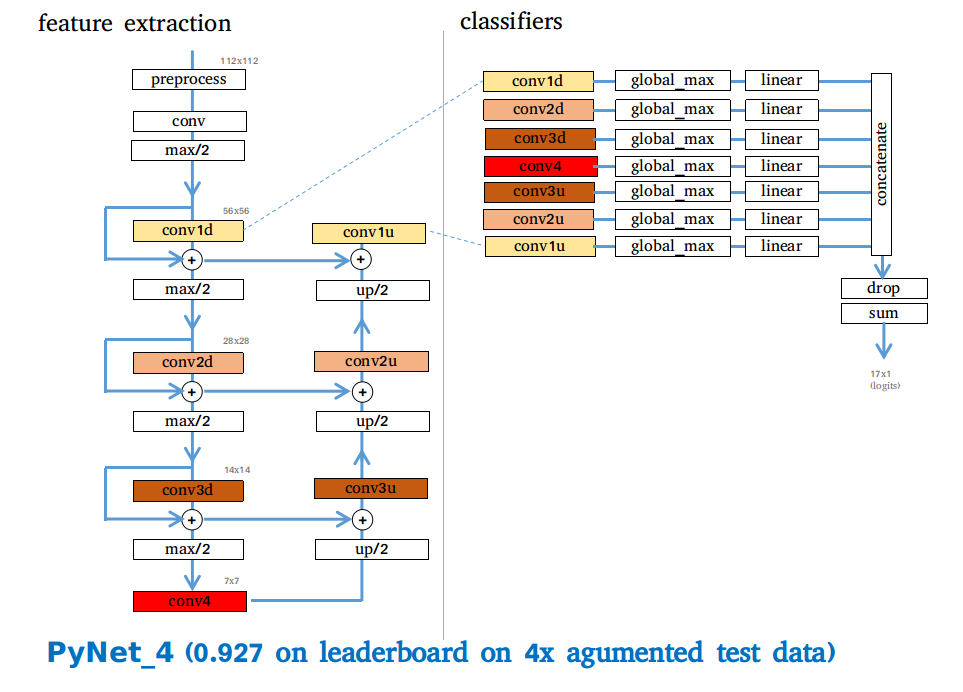 feature extraction
112x112
preprocess
conv
max/2
56x56
conv1d
+
max/2
28x28
conv2d
+
max/2
14x14
conv3d
+
max/2
7x7
conv4
conv1u
+
up/2
conv2u
+
up/2
conv3u
+
up/2
classifiers
conv1d global_max linear
conv2d global_max linear
conv3d global_max linear
conv4 global_max linear
conv3u global_max linear
conv2u global_max linear
conv1u global_max linear
concatenate
drop
sum
17x1
(logits)
PyNet_4 (0.927 on leaderboard on 4x agumented test data)